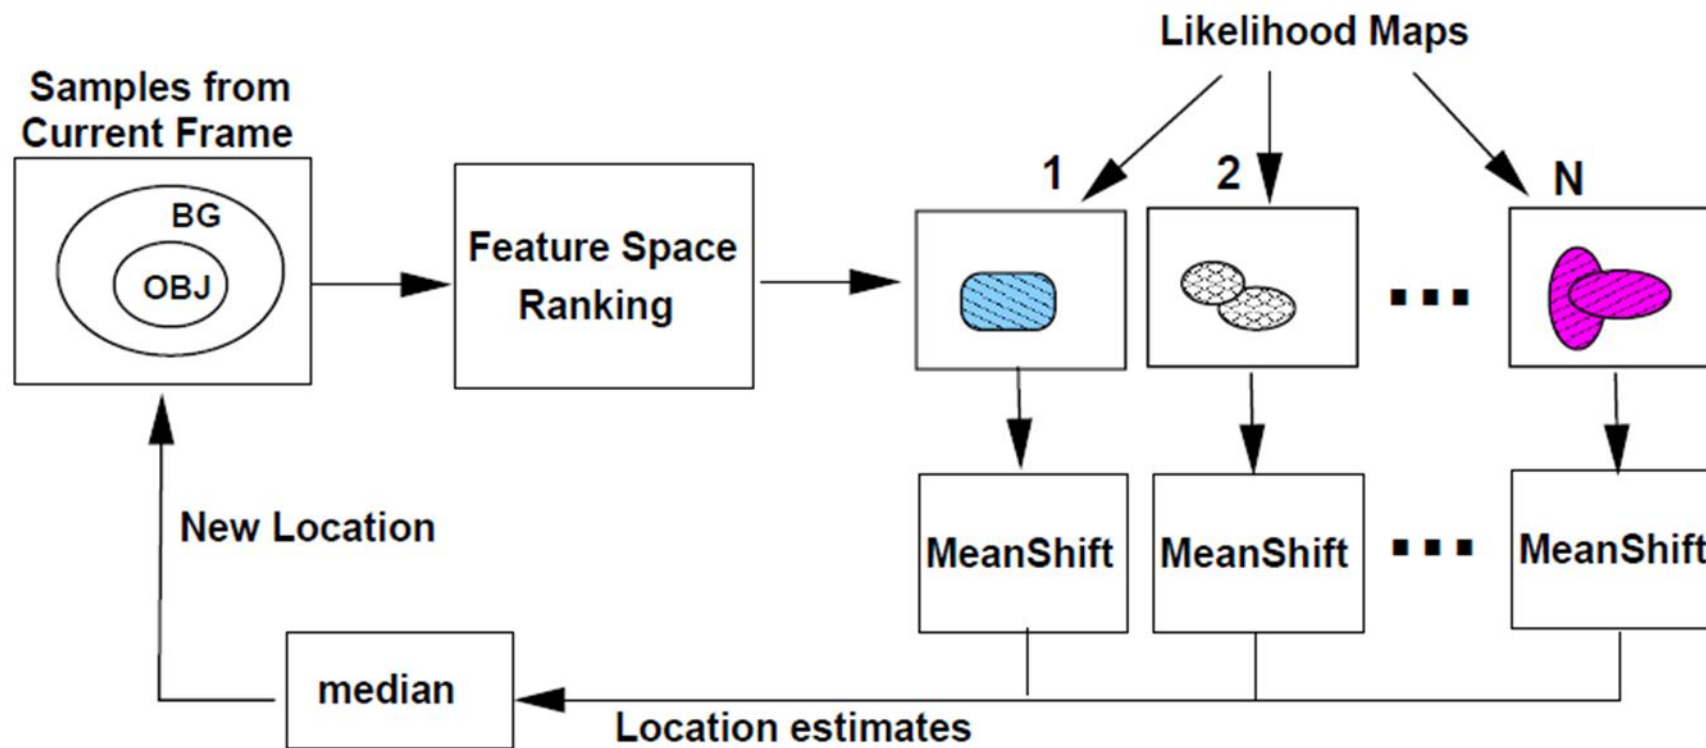 Likelihood Maps
Samples from
Current Frame
1
2
N
BG
OBJ
Feature Space
Ranking
...
MeanShift
MeanShift
...
MeanShift
New Location
median
Location estimates